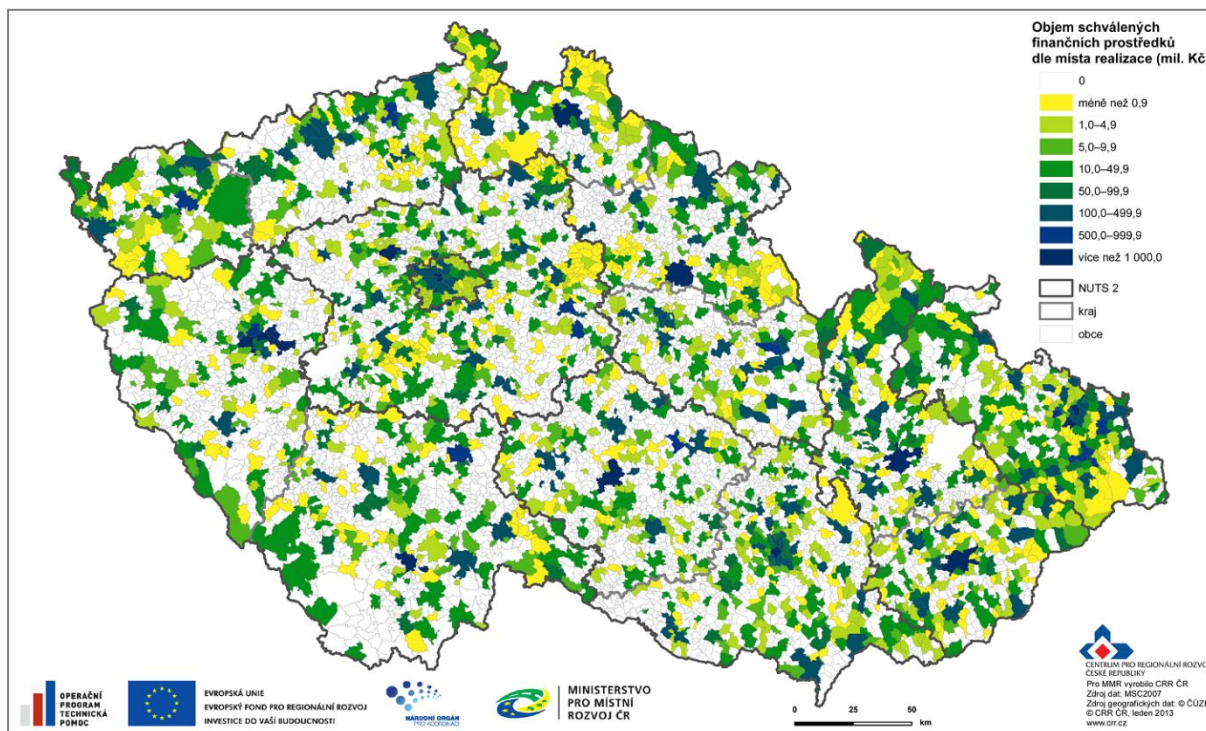 Objem schválených
finančních prostředků
dle místa realizace (mil. Kč
0
méně než 0,9
1,0–4,9
5,0–9,9
10,0–49,9
50,0–99,9
100,0–499,9
500,0–999,9
více než 1 000,0
NUTS 2
kraj
obce
OPERAČNÍ
PROGRAM
TECHNICKÁ
POMOC
EVROPSKÁ UNIE
EVROPSKÝ FOND PRO REGIONÁLNÍ ROZVOJ
INVESTICE DO VAŠÍ BUDOUCNOSTI
NÁRODNÍ ORGÁN
PRO KOORDINACI
MINISTERSTVO
PRO MÍSTNÍ
ROZVOJ ČR
0 25 50
km
CENTRUM PRO REGIONÁLNÍ ROZVO
ČESKÉ REPUBLIKY
Pro MMR vyrobilo CRR ČR
Zdroj dat: MSC2007
Zdroj geografických dat: © ČÚZK
© CRR ČR, leden 2013
www.crr.cz